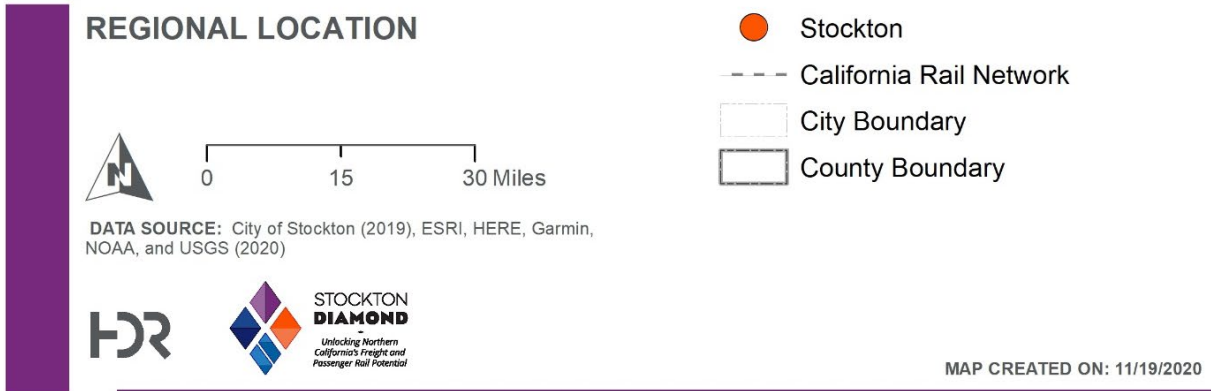 REGIONAL LOCATION
N
0 15 30 Miles
DATA SOURCE: City of Stockton (2019), ESRI, HERE, Garmin,
NOAA, and USGS (2020)
HDR
STOCKTON
DIAMOND
Unlocking Northern
California's Freight and
Passenger Rail Potential
Stockton
California Rail Network
City Boundary
County Boundary
MAP CREATED ON: 11/19/2020